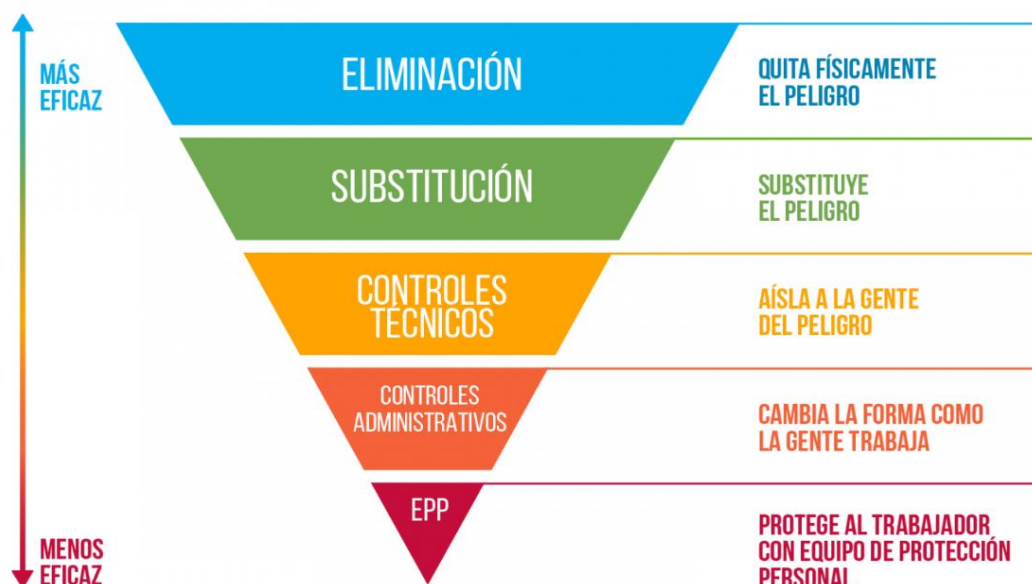 MÁS
EFICAZ
ELIMINACIÓN
QUITA FÍSICAMENTE
EL PELIGRO
SUBSTITUCIÓN
SUBSTITUYE
EL PELIGRO
CONTROLES
TÉCNICOS
AÍSLA A LA GENTE
DEL PELIGRO
CONTROLES
ADMINISTRATIVOS
CAMBIA LA FORMA COMO
LA GENTE TRABAJA
EPP
PROTEGE AL TRABAJADOR
CON EQUIPO DE PROTECCIÓN
PERSONAL
MENOS
EFICAZ